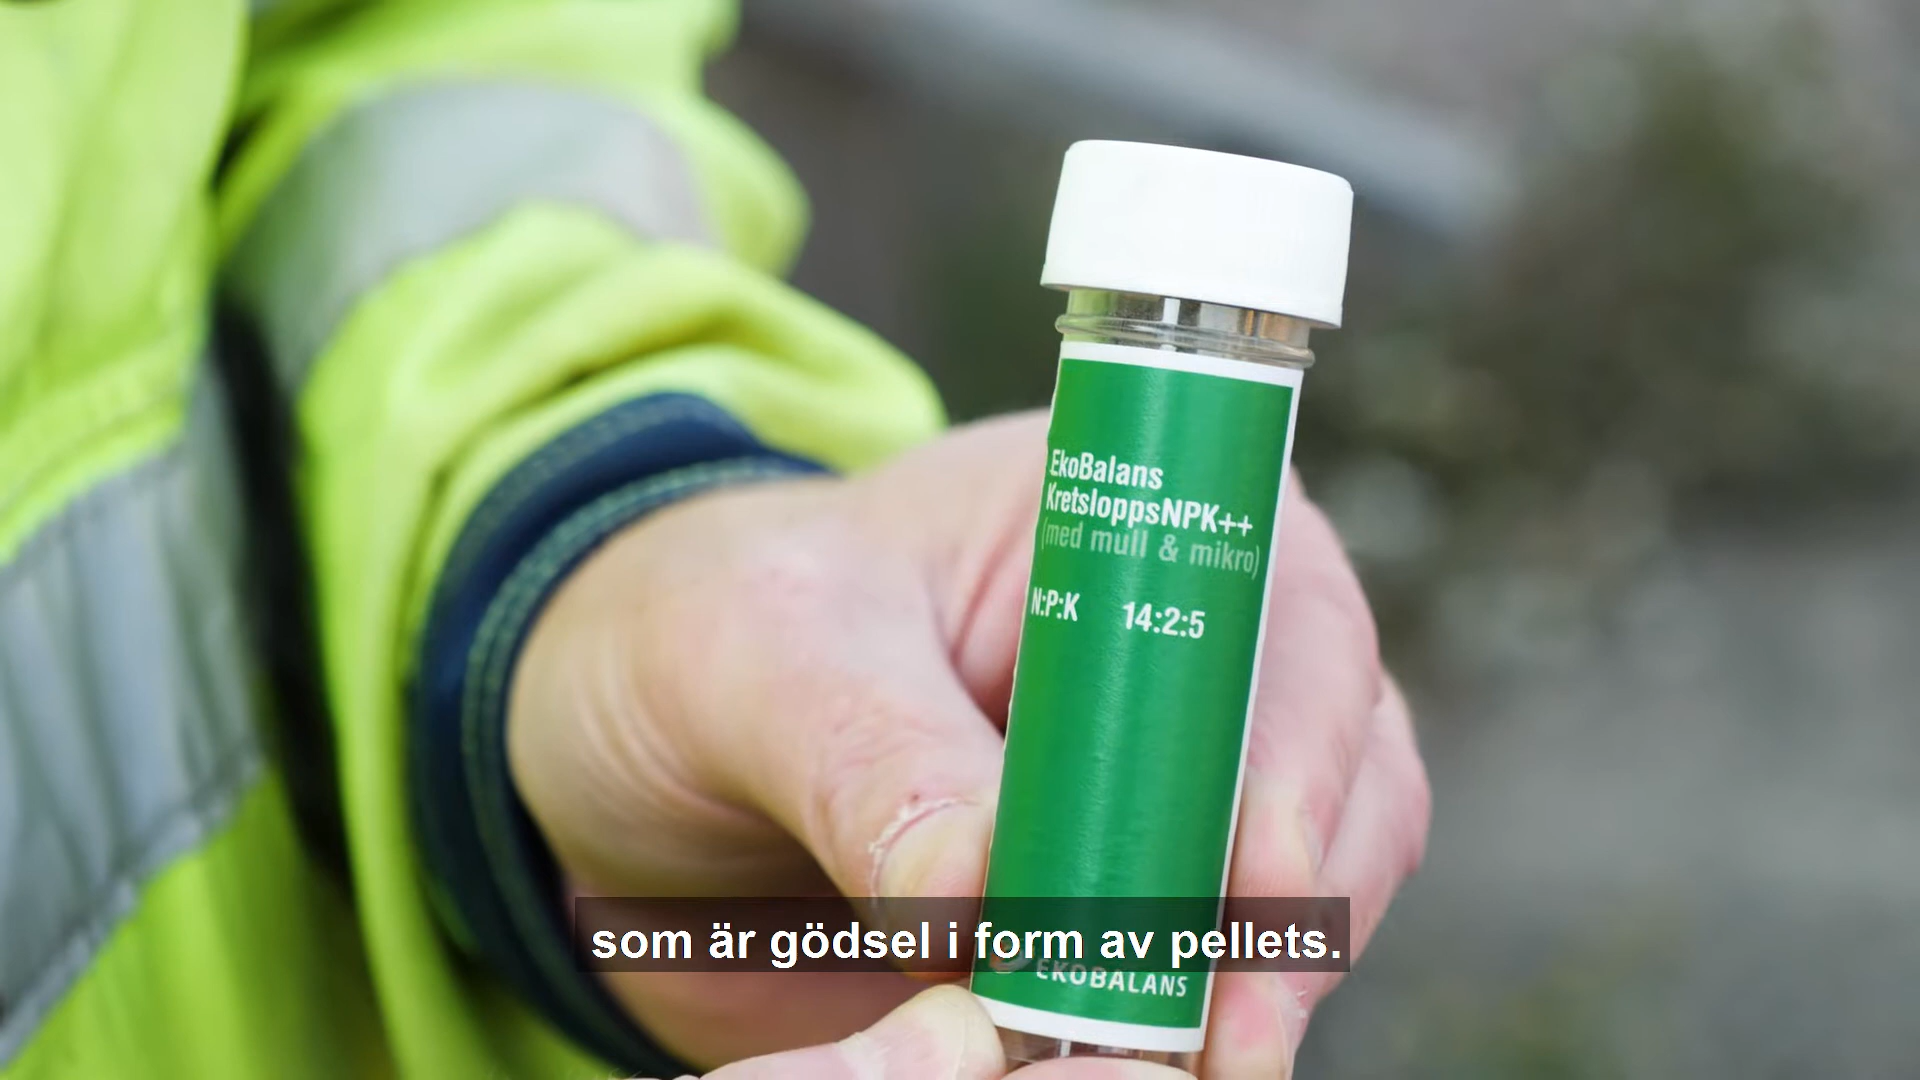 EkoBalans
KretsloppsNPK++
(med mull & mikro)
N:P:K 14:2:5
som är gödsel i form av pellets.
EKOBALANS